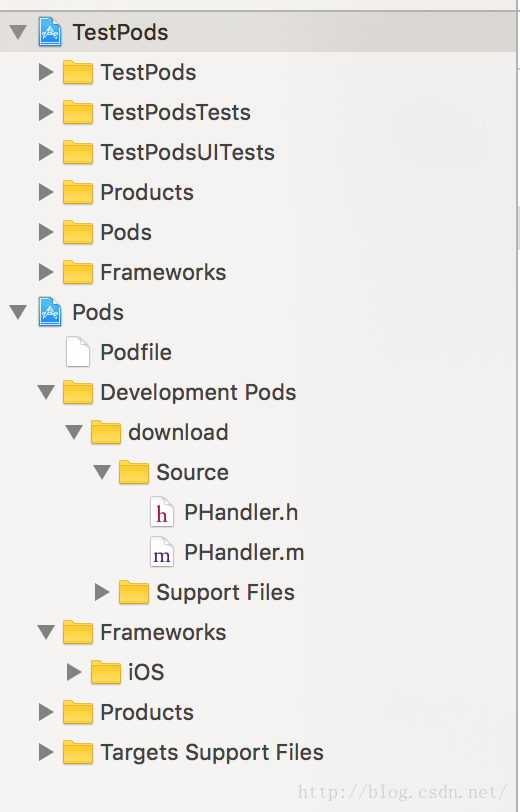 TestPods
TestPods
TestPodsTests
TestPodsUITests
Products
Pods
Frameworks
Pods
Podfile
Development Pods
download
Source
h PHandler.h
m PHandler.m
Support Files
Frameworks
iOS
Products
Targets Support Files
http://blog.csdn.net/